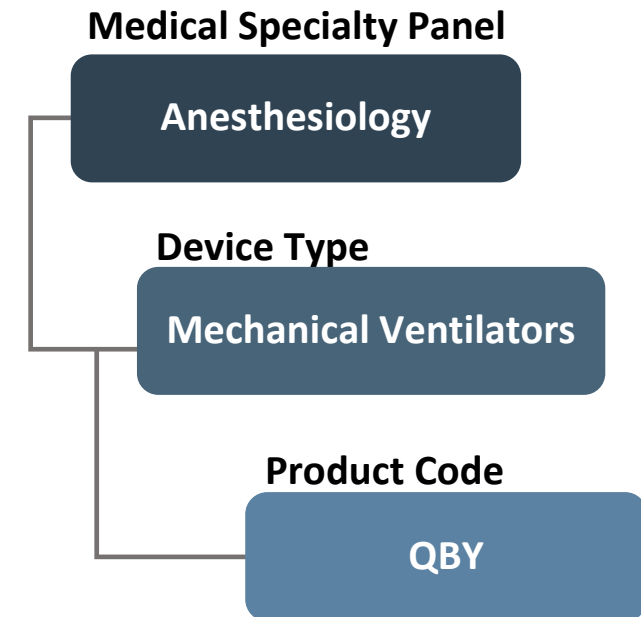 Medical Specialty Panel
Anesthesiology
Device Type
Mechanical Ventilators
Product Code
QBY